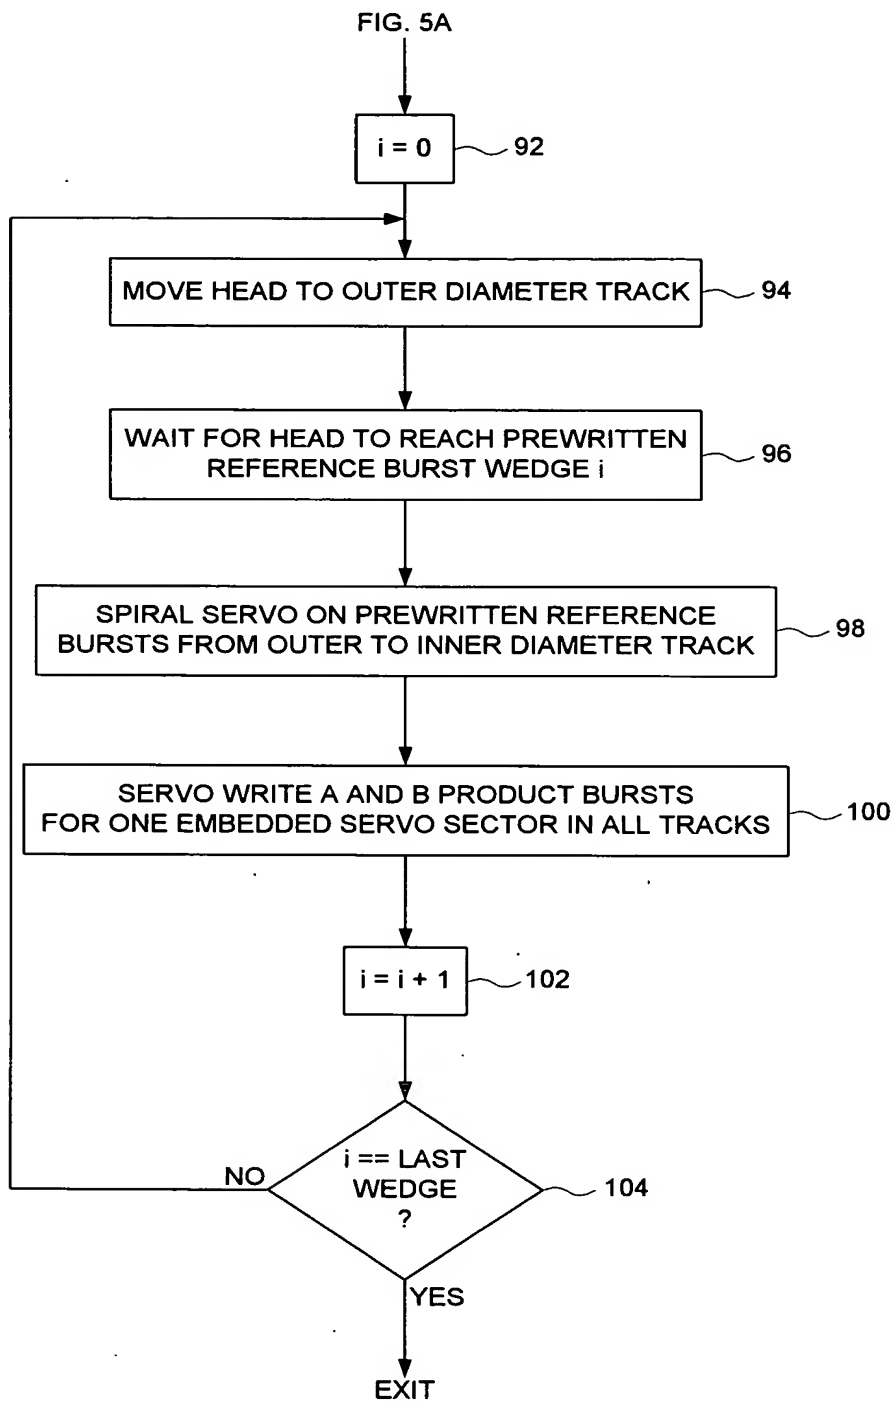 FIG. 5A
i = 0
92
MOVE HEAD TO OUTER DIAMETER TRACK
94
WAIT FOR HEAD TO REACH PREWRITTEN
REFERENCE BURST WEDGE i
96
SPIRAL SERVO ON PREWRITTEN REFERENCE
BURSTS FROM OUTER TO INNER DIAMETER TRACK
98
SERVO WRITE A AND B PRODUCT BURSTS
FOR ONE EMBEDDED SERVO SECTOR IN ALL TRACKS
100
i = i + 1
102
i == LAST
WEDGE
?
104
NO
YES
EXIT